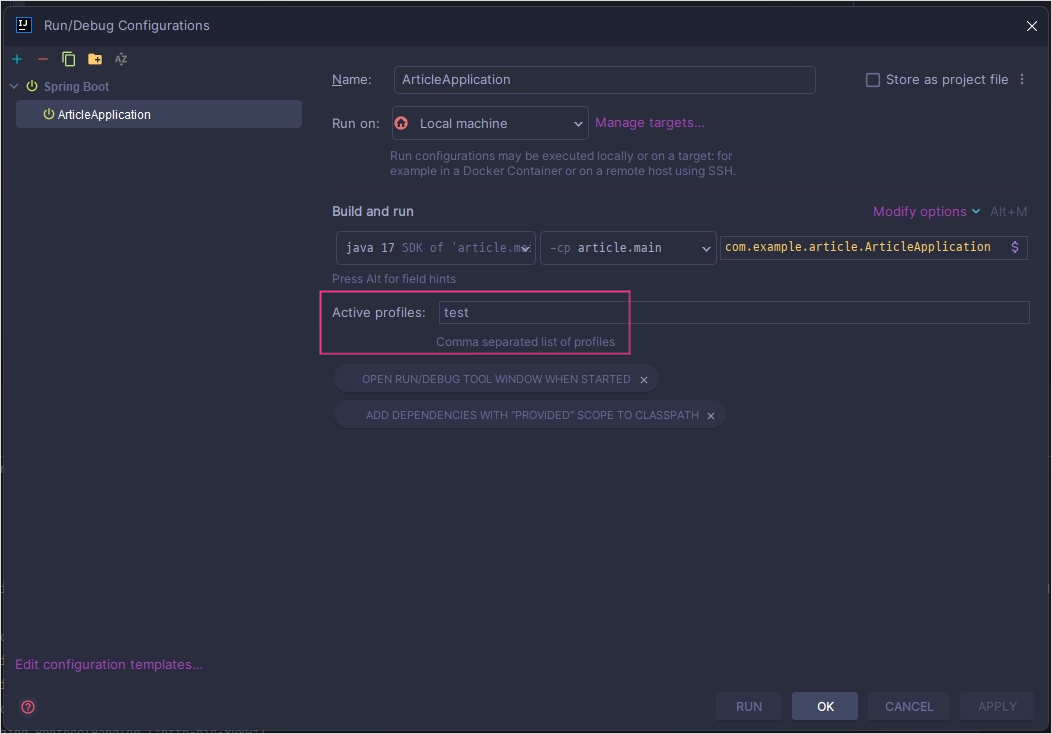 Run/Debug Configurations
Spring Boot
ArticleApplication
Name: ArticleApplication
Store as project file
Run on: Local machine Manage targets...
Run configurations may be executed locally or on a target: for
example in a Docker Container or on a remote host using SSH.
Build and run
Modify options Alt+M
java 17 SDK of 'article.m
-cp article.main
com.example.article.ArticleApplication $
Press Alt for field hints
Active profiles: test
Comma separated list of profiles
OPEN RUN/DEBUG TOOL WINDOW WHEN STARTED ×
ADD DEPENDENCIES WITH “PROVIDED” SCOPE TO CLASSPATH ×
Edit configuration templates...
?
RUN
OK
CANCEL
APPLY